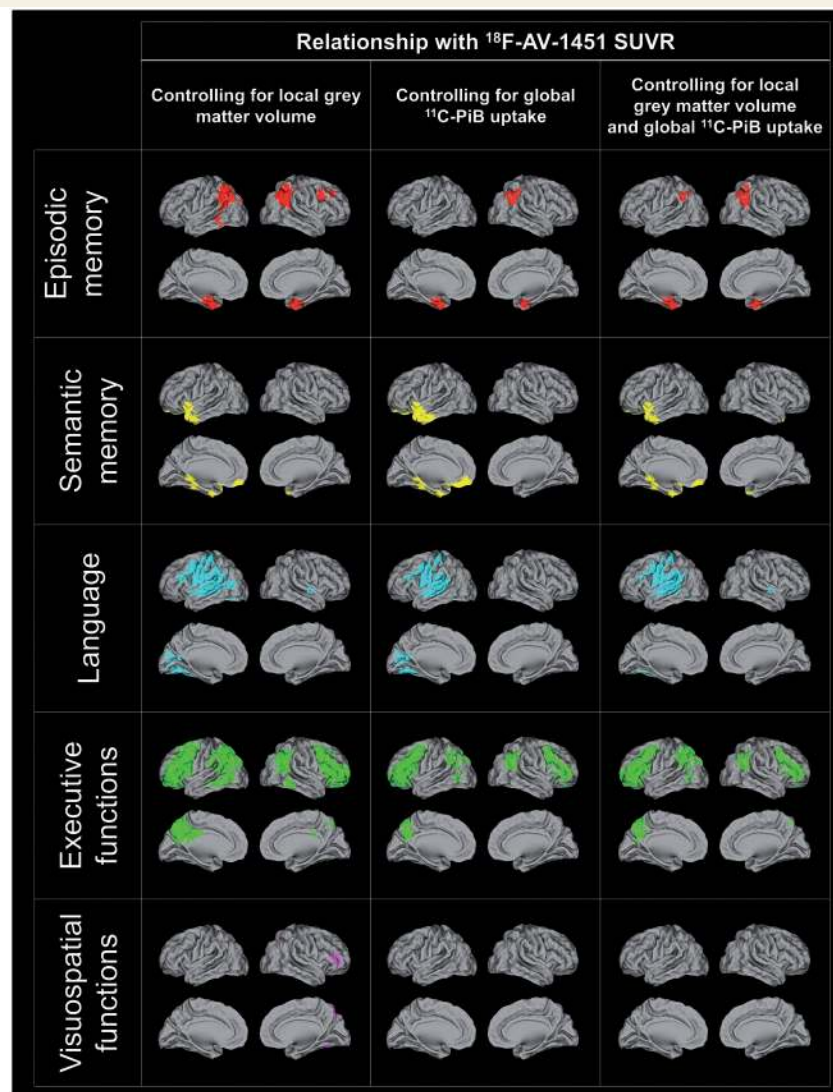 Relationship with ¹⁸F-AV-1451 SUVR
Controlling for local grey
matter volume
Controlling for global
¹¹C-PiB uptake
Controlling for local
grey matter volume
and global ¹¹C-PiB uptake
Episodic
memory
Semantic
memory
Language
Executive
functions
Visuospatial
functions